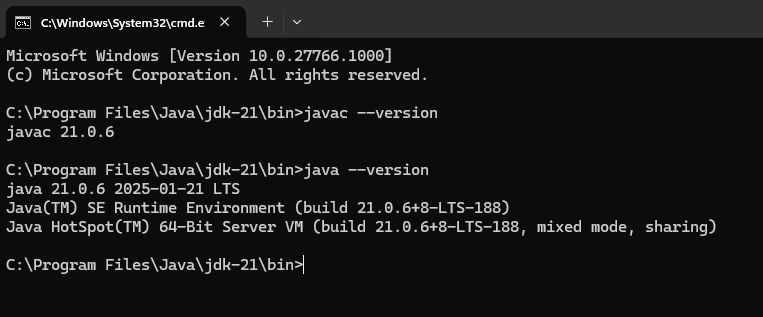 C:\Windows\System32\cmd.e
Microsoft Windows [Version 10.0.27766.1000]
(c) Microsoft Corporation. All rights reserved.
C:\Program Files\Java\jdk-21\bin>javac --version
javac 21.0.6
C:\Program Files\Java\jdk-21\bin>java --version
java 21.0.6 2025-01-21 LTS
Java(TM) SE Runtime Environment (build 21.0.6+8-LTS-188)
Java HotSpot(TM) 64-Bit Server VM (build 21.0.6+8-LTS-188, mixed mode, sharing)
C:\Program Files\Java\jdk-21\bin>